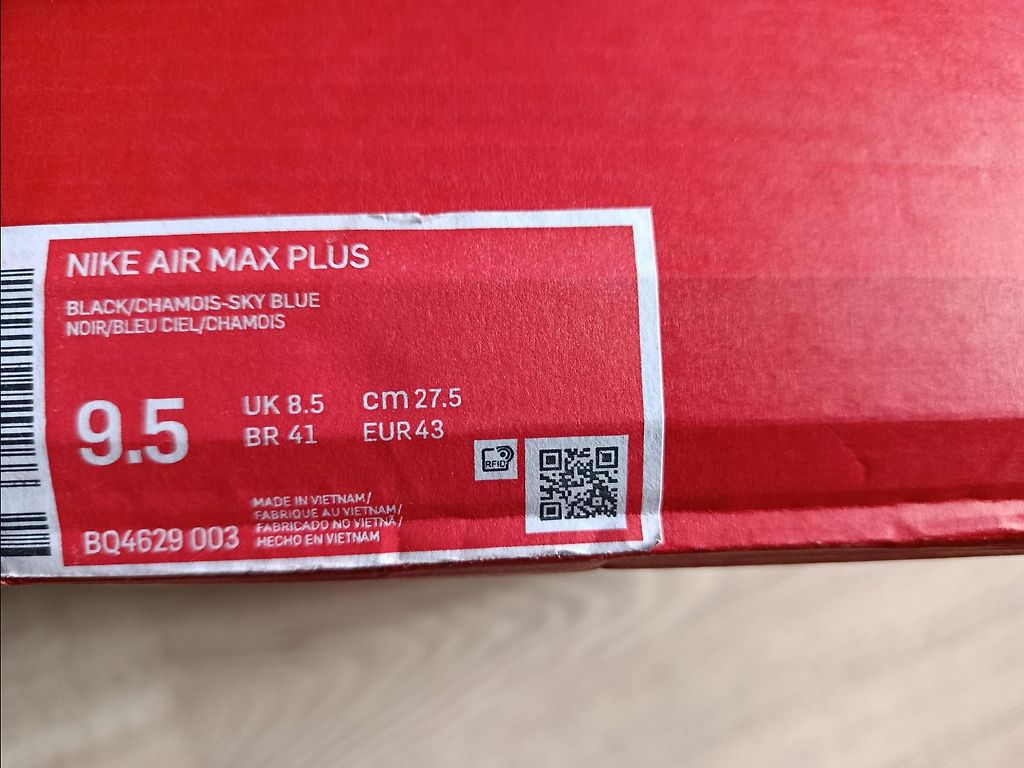 NIKE AIR MAX PLUS
BLACK/CHAMOIS-SKY BLUE
NOIR/BLEU CIEL/CHAMOIS
9.5
UK 8.5
cm 27.5
BR 41
EUR 43
RFID
MADE IN VIETNAM/
FABRIQUE AU VIETNAM/
FABRICADO NO VIETNÃ/
HECHO EN VIETNAM
BQ4629 003